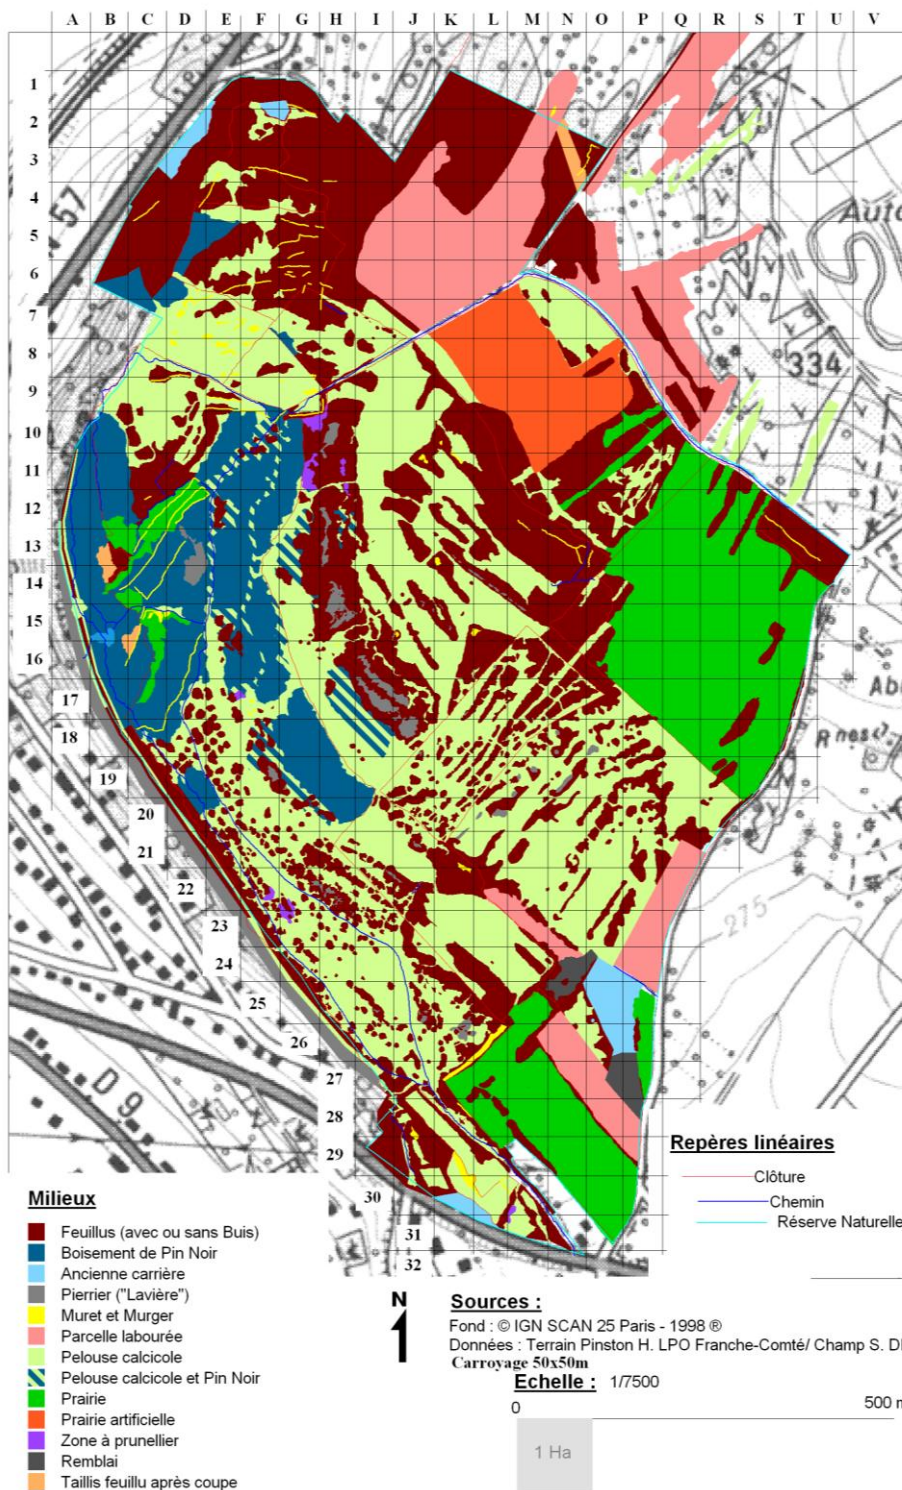 A B C D E F G H I J K L M N O P Q R S T U V
1
2
3
4
5
6
7
8
9
10
11
12
13
14
15
16
17
18
19
20
21
22
23
24
25
26
27
28
29
30
31
32
57
Auto
334
Ab
Rnes
275
D 9
Repères linéaires
Clôture
Chemin
Réserve Naturelle
Milieux
Feuillus (avec ou sans Buis)
Boisement de Pin Noir
Ancienne carrière
Pierrier ("Lavière")
Muret et Murger
Parcelle labourée
Pelouse calcicole
Pelouse calcicole et Pin Noir
Prairie
Prairie artificielle
Zone à prunellier
Remblai
Taillis feuillu après coupe
N
Sources :
Fond : © IGN SCAN 25 Paris - 1998 ®
Données : Terrain Pinston H. LPO Franche-Comté/ Champ S. DI
Carroyage 50x50m
Echelle : 1/7500
0 500 m
1 Ha